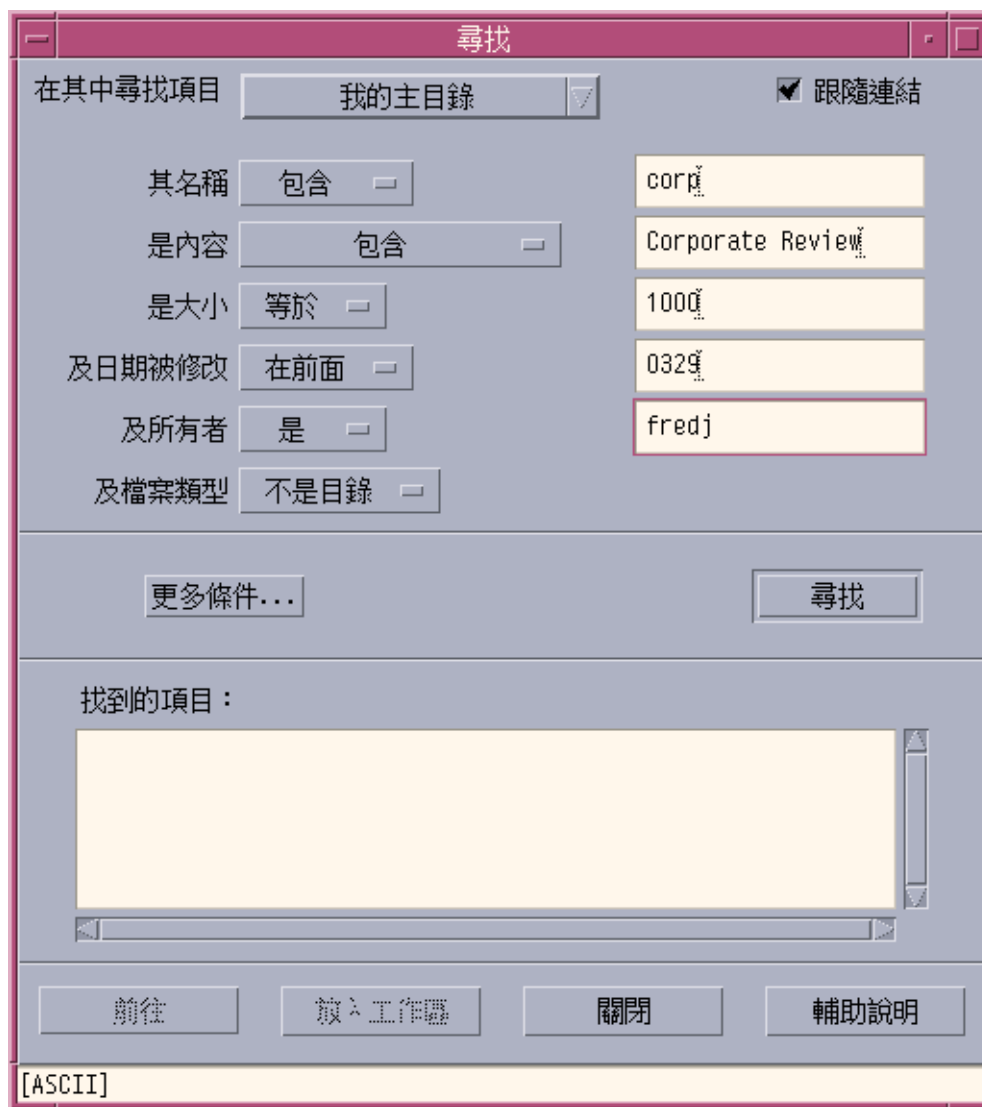 尋找
在其中尋找項目 我的主目錄 跟隨連結
其名稱 包含 corp
是內容 包含 Corporate Review
是大小 等於 1000
及日期被修改 在前面 0329
及所有者 是 fredj
及檔案類型 不是目錄
更多條件... 尋找
找到的項目：
前往 放入工作區 關閉 輔助說明
[ASCII]